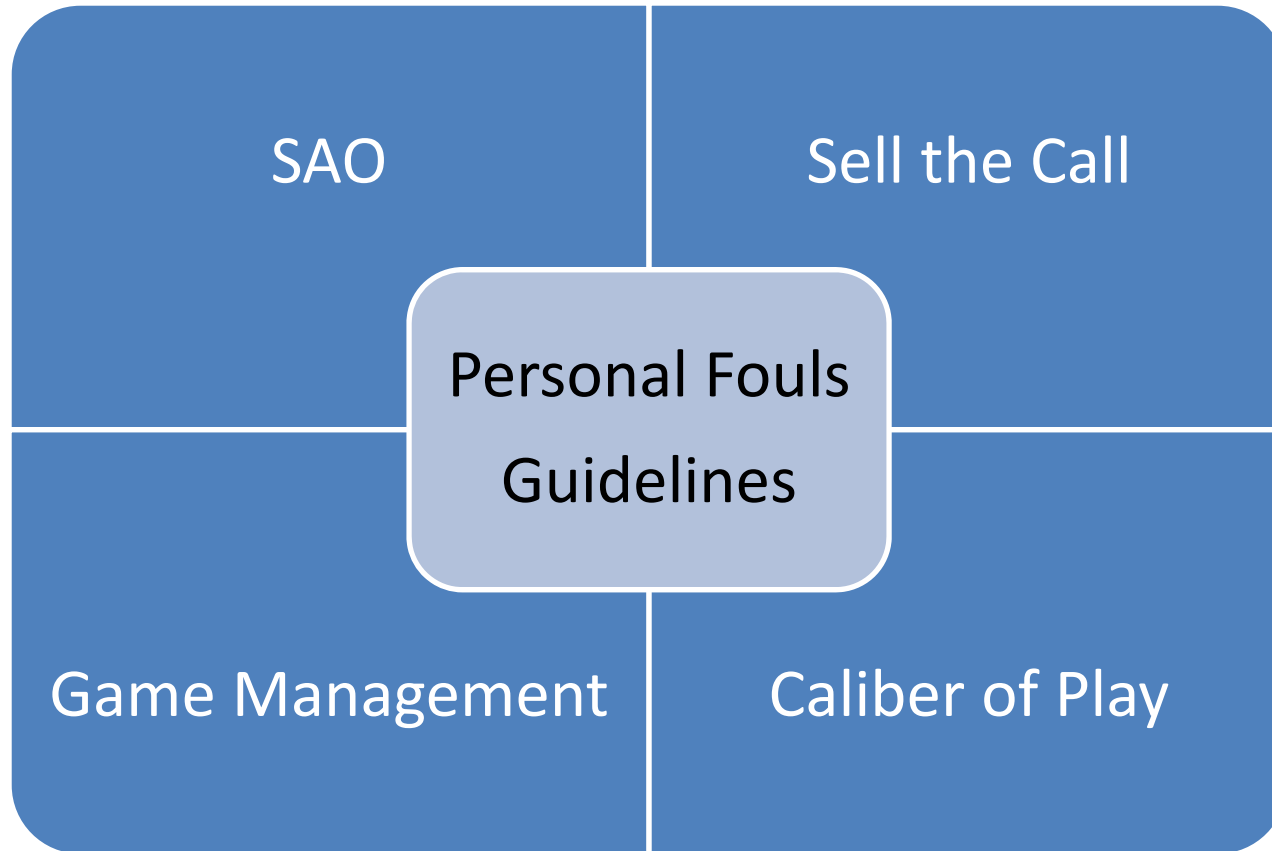 SAO
Sell the Call
Personal Fouls
Guidelines
Game Management
Caliber of Play